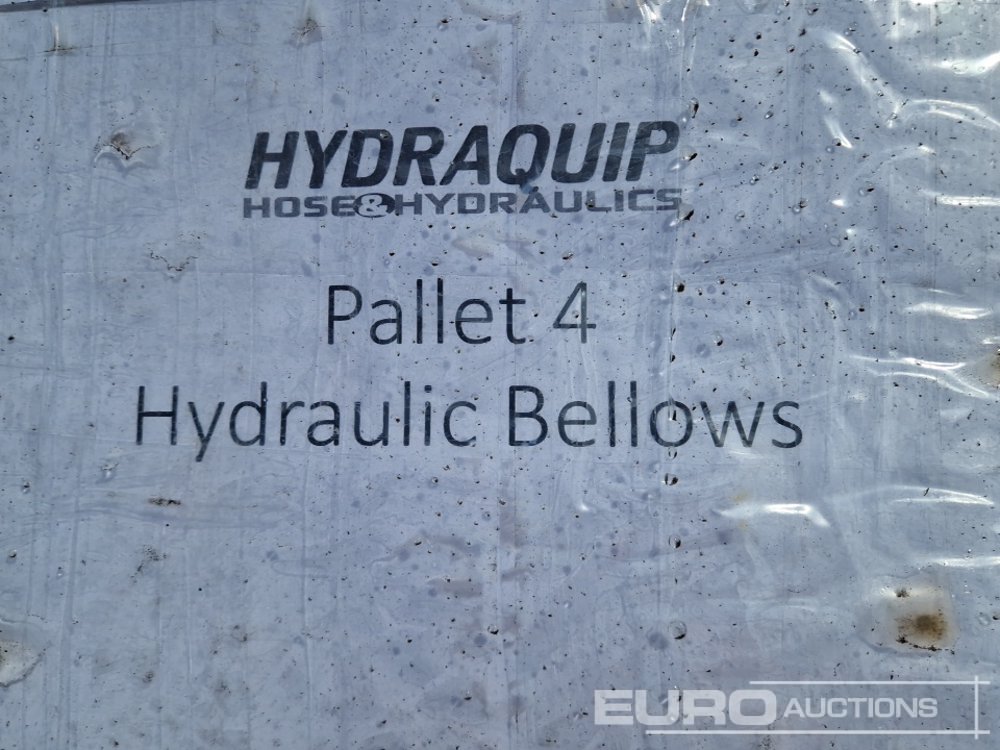 HYDRAQUIP
HOSE&HYDRAULICS
Pallet 4
Hydraulic Bellows
EURO AUCTIONS